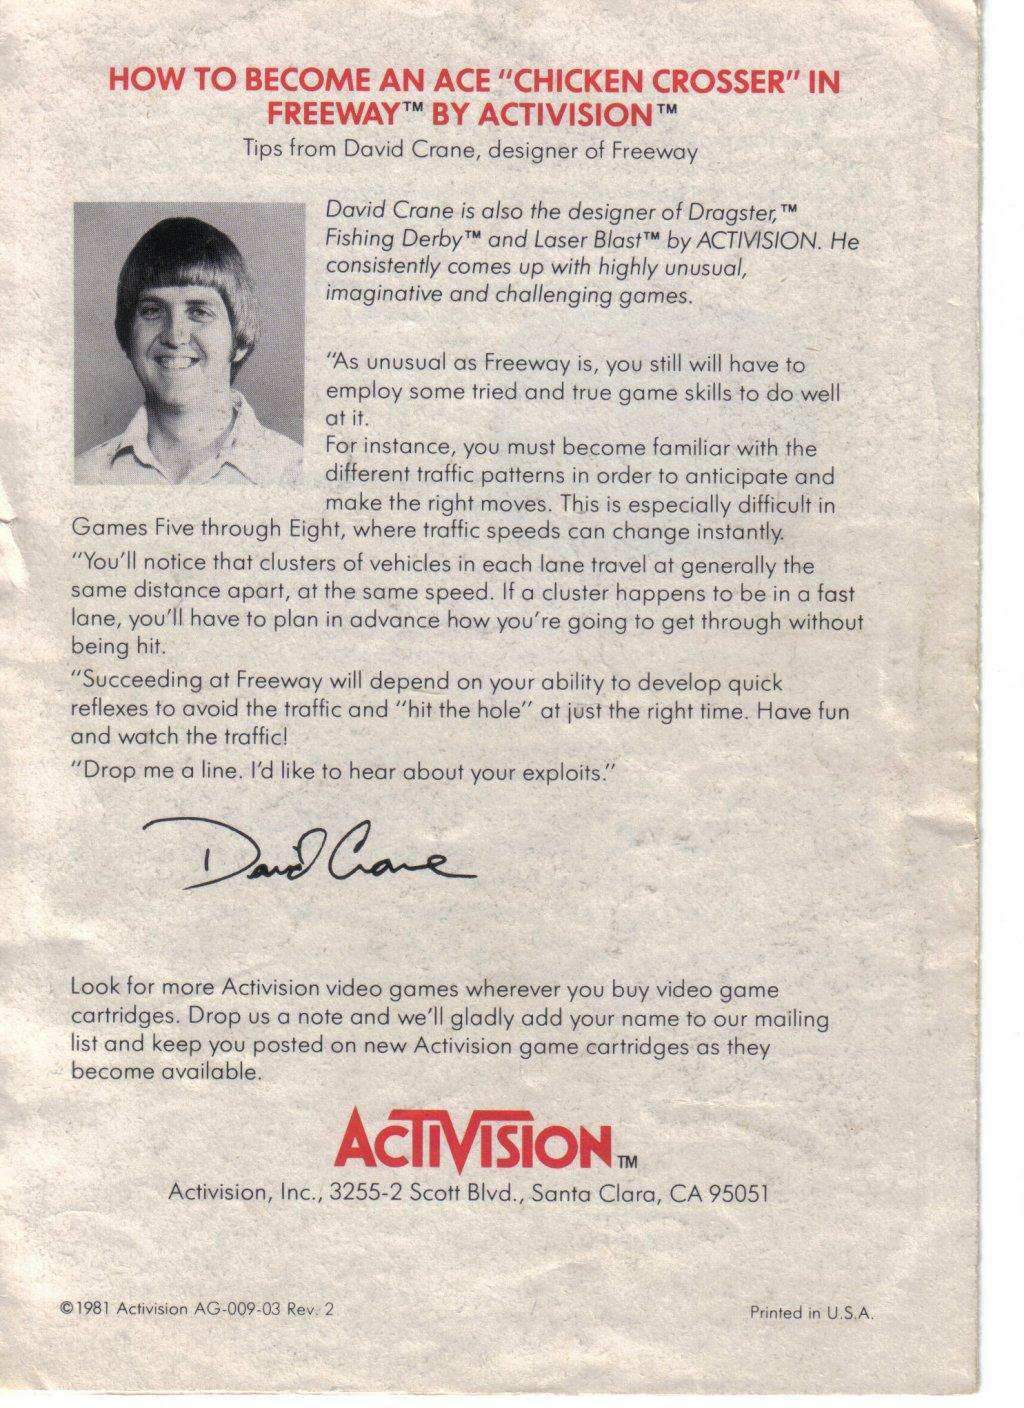 HOW TO BECOME AN ACE "CHICKEN CROSSER" IN
FREEWAY™ BY ACTIVISION™
Tips from David Crane, designer of Freeway
David Crane is also the designer of Dragster,™
Fishing Derby™ and Laser Blast™ by ACTIVISION. He
consistently comes up with highly unusual,
imaginative and challenging games.
"As unusual as Freeway is, you still will have to
employ some tried and true game skills to do well
at it.
For instance, you must become familiar with the
different traffic patterns in order to anticipate and
make the right moves. This is especially difficult in
Games Five through Eight, where traffic speeds can change instantly.
"You'll notice that clusters of vehicles in each lane travel at generally the
same distance apart, at the same speed. If a cluster happens to be in a fast
lane, you'll have to plan in advance how you're going to get through without
being hit.
"Succeeding at Freeway will depend on your ability to develop quick
reflexes to avoid the traffic and "hit the hole" at just the right time. Have fun
and watch the traffic!
"Drop me a line. I'd like to hear about your exploits."
David Crane
Look for more Activision video games wherever you buy video game
cartridges. Drop us a note and we'll gladly add your name to our mailing
list and keep you posted on new Activision game cartridges as they
become available.
ACTIVISION™
Activision, Inc., 3255-2 Scott Blvd., Santa Clara, CA 95051
©1981 Activision AG-009-03 Rev. 2
Printed in U.S.A.